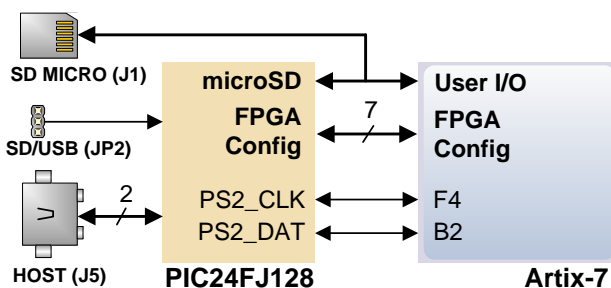 SD MICRO (J1)
microSD
User I/O
7
FPGA
Config
FPGA
Config
SD/USB (JP2)
2
PS2_CLK
F4
PS2_DAT
B2
HOST (J5)
PIC24FJ128
Artix-7